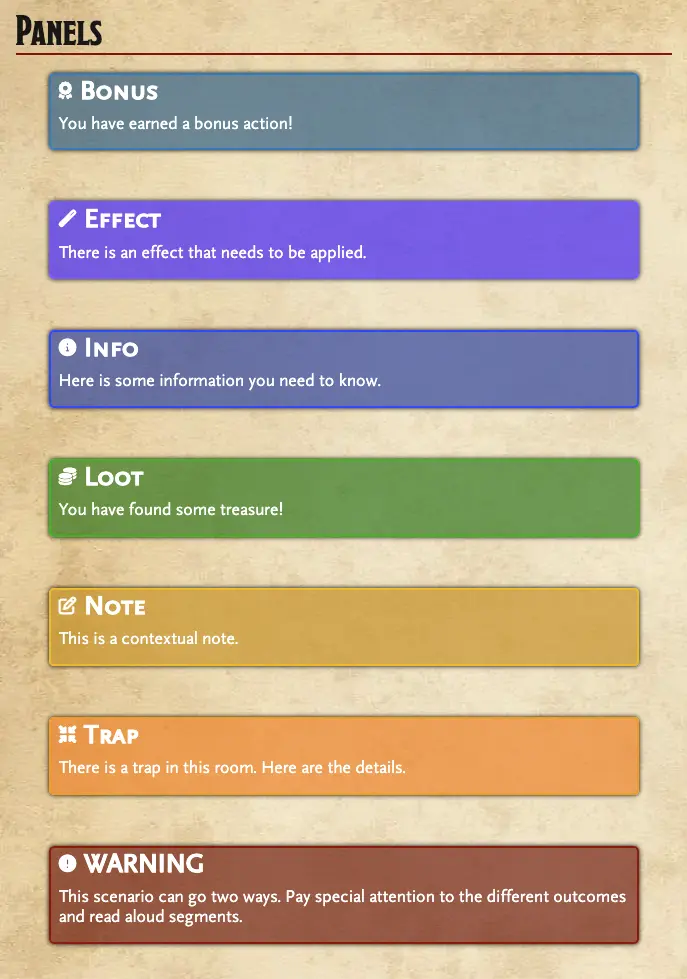 Panels
Bonus
You have earned a bonus action!
Effect
There is an effect that needs to be applied.
Info
Here is some information you need to know.
Loot
You have found some treasure!
Note
This is a contextual note.
Trap
There is a trap in this room. Here are the details.
WARNING
This scenario can go two ways. Pay special attention to the different outcomes
and read aloud segments.